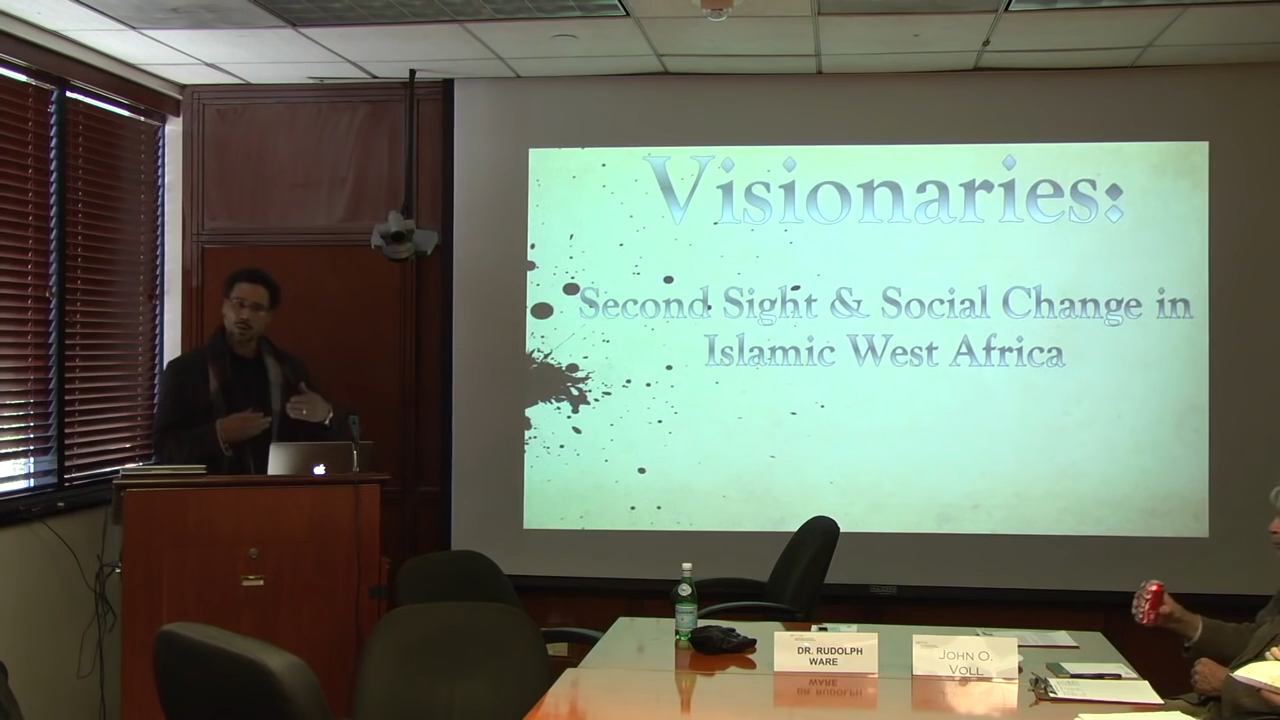 Visionaries:
Second Sight & Social Change in
Islamic West Africa
DR. RUDOLPH
WARE
JOHN O.
VOLL